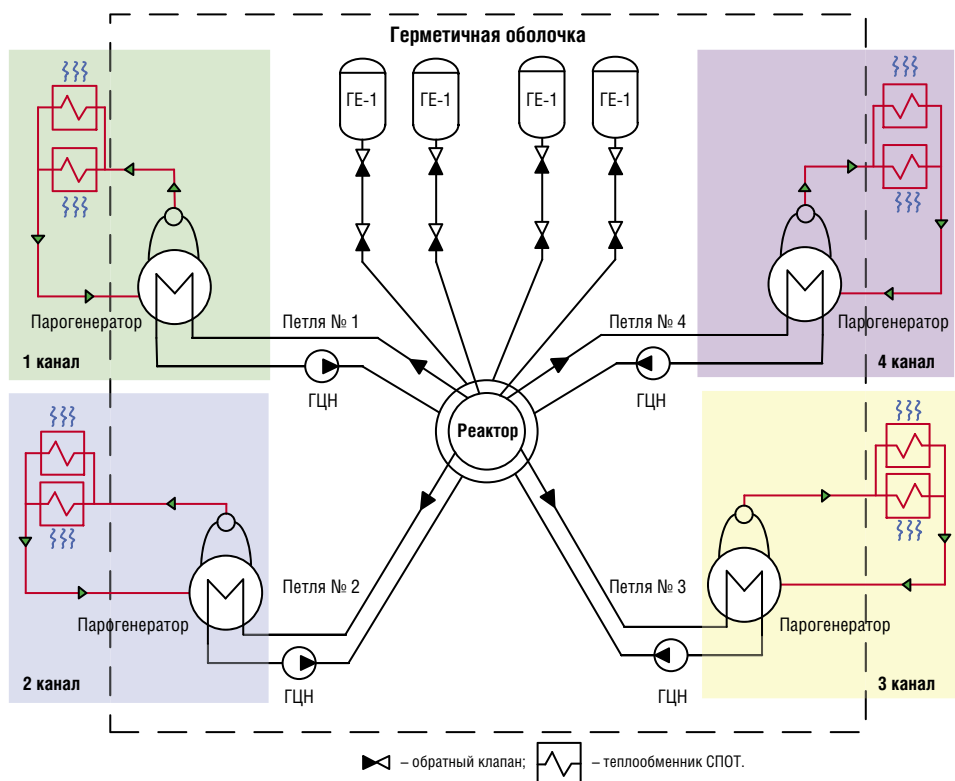 Герметичная оболочка
ГЕ-1
ГЕ-1
ГЕ-1
ГЕ-1
Парогенератор
1 канал
Петля № 1
ГЦН
Петля № 4
ГЦН
Парогенератор
4 канал
Реактор
Парогенератор
2 канал
Петля № 2
ГЦН
Петля № 3
ГЦН
Парогенератор
3 канал
– обратный клапан;
– теплообменник СПОТ.